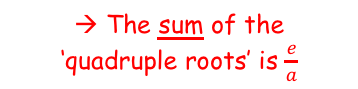 → The sum of the
‘quadruple roots’ is e/a